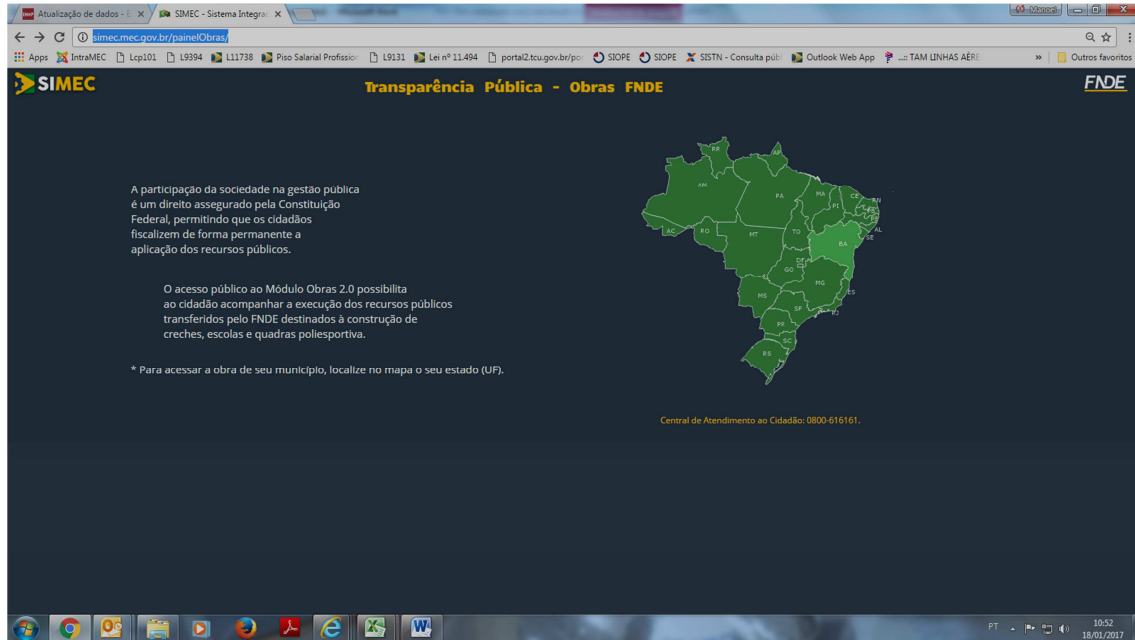 Atualização de dados - E
SIMEC - Sistema Integra
Manoel
simec.mec.gov.br/painelObras/
Apps IntraMEC Lcp101 L9394 L11738 Piso Salarial Profission L9131 Lei nº 11.494 portal2.tcu.gov.br/por SIOPE SIOPE SISTN - Consulta públi Outlook Web App ...:: TAM LINHAS AÉRE » Outros favoritos
SIMEC
Transparência Pública - Obras FNDE
FNDE
A participação da sociedade na gestão pública
é um direito assegurado pela Constituição
Federal, permitindo que os cidadãos
fiscalizem de forma permanente a
aplicação dos recursos públicos.
O acesso público ao Módulo Obras 2.0 possibilita
ao cidadão acompanhar a execução dos recursos públicos
transferidos pelo FNDE destinados à construção de
creches, escolas e quadras poliesportiva.
* Para acessar a obra de seu município, localize no mapa o seu estado (UF).
RR
AP
AM
PA
MA
CE
RN
PI
PB
PE
AC
RO
TO
AL
MT
SE
BA
DF
GO
MG
ES
MS
SP
RJ
PR
SC
RS
Central de Atendimento ao Cidadão: 0800-616161.
PT
10:52
18/01/2017